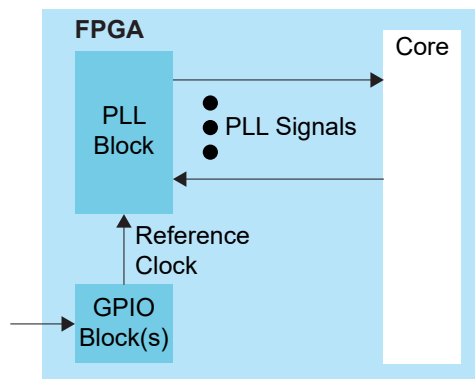 FPGA
Core
PLL
Block
PLL Signals
Reference
Clock
GPIO
Block(s)